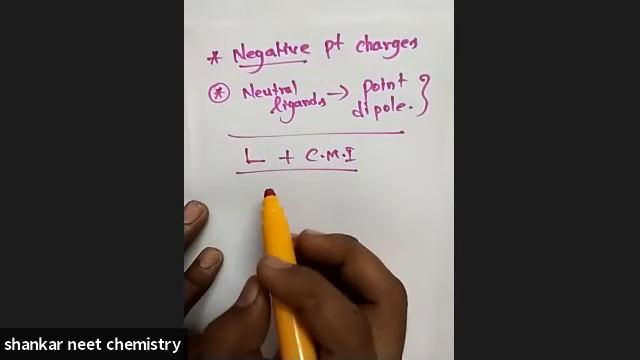 * Negative pt charges
* Neutral ligands → point dipole. }
L + C.M.I
shankar neet chemistry